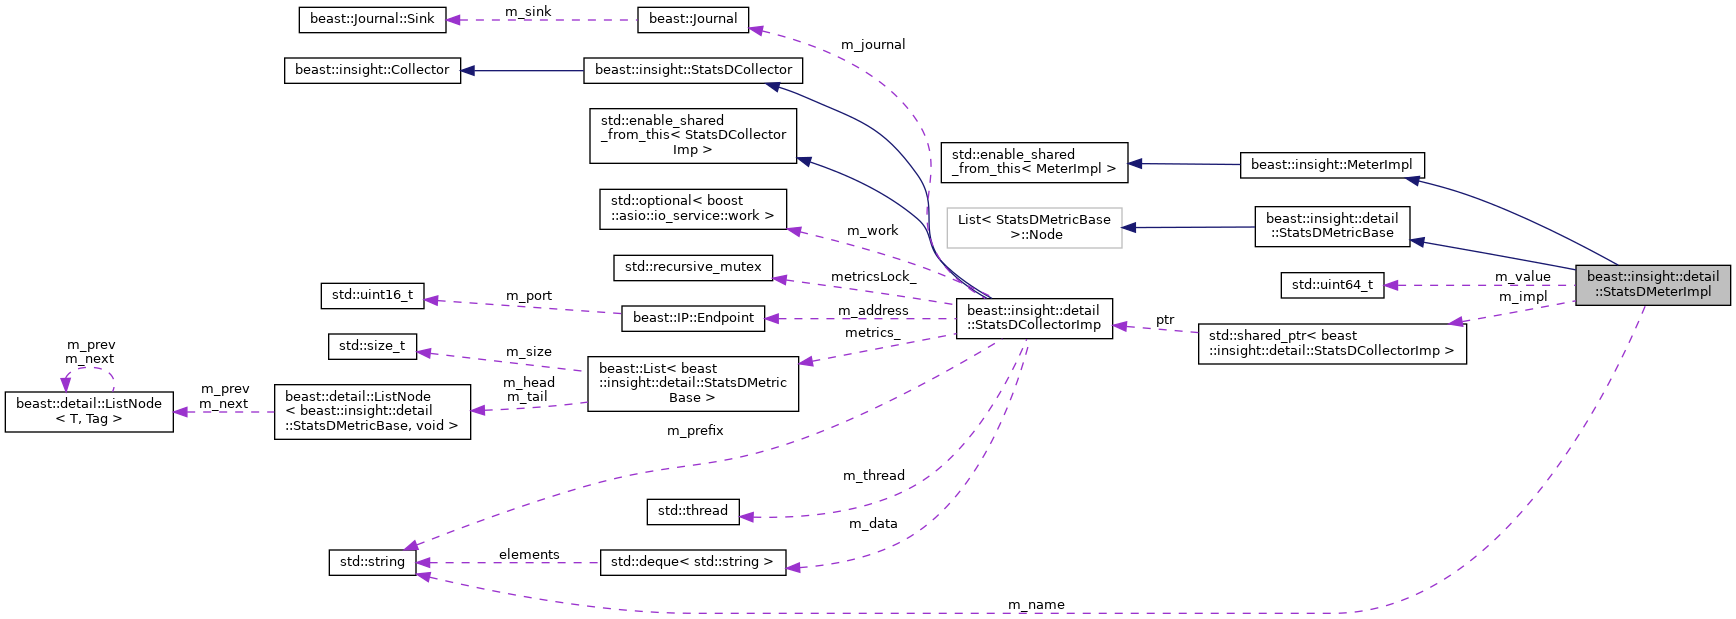 beast::Journal::Sink
m_sink
beast::Journal
m_journal
beast::insight::Collector
beast::insight::StatsDCollector
std::enable_shared
_from_this< StatsDCollector
Imp >
std::enable_shared
_from_this< MeterImpl >
beast::insight::MeterImpl
std::optional< boost
::asio::io_service::work >
m_work
List< StatsDMetricBase
>::Node
beast::insight::detail
::StatsDMetricBase
std::recursive_mutex
metricsLock_
std::uint64_t
m_value
beast::insight::detail
::StatsDMeterImpl
m_impl
std::uint16_t
m_port
beast::IP::Endpoint
m_address
beast::insight::detail
::StatsDCollectorImp
ptr
std::shared_ptr< beast
::insight::detail::StatsDCollectorImp >
metrics_
std::size_t
m_size
beast::List< beast
::insight::detail::StatsDMetric
Base >
m_prev
m_next
m_head
m_tail
beast::detail::ListNode
< T, Tag >
m_prev
m_next
beast::detail::ListNode
< beast::insight::detail
::StatsDMetricBase, void >
m_prefix
m_thread
std::thread
m_data
std::string
elements
std::deque< std::string >
m_name